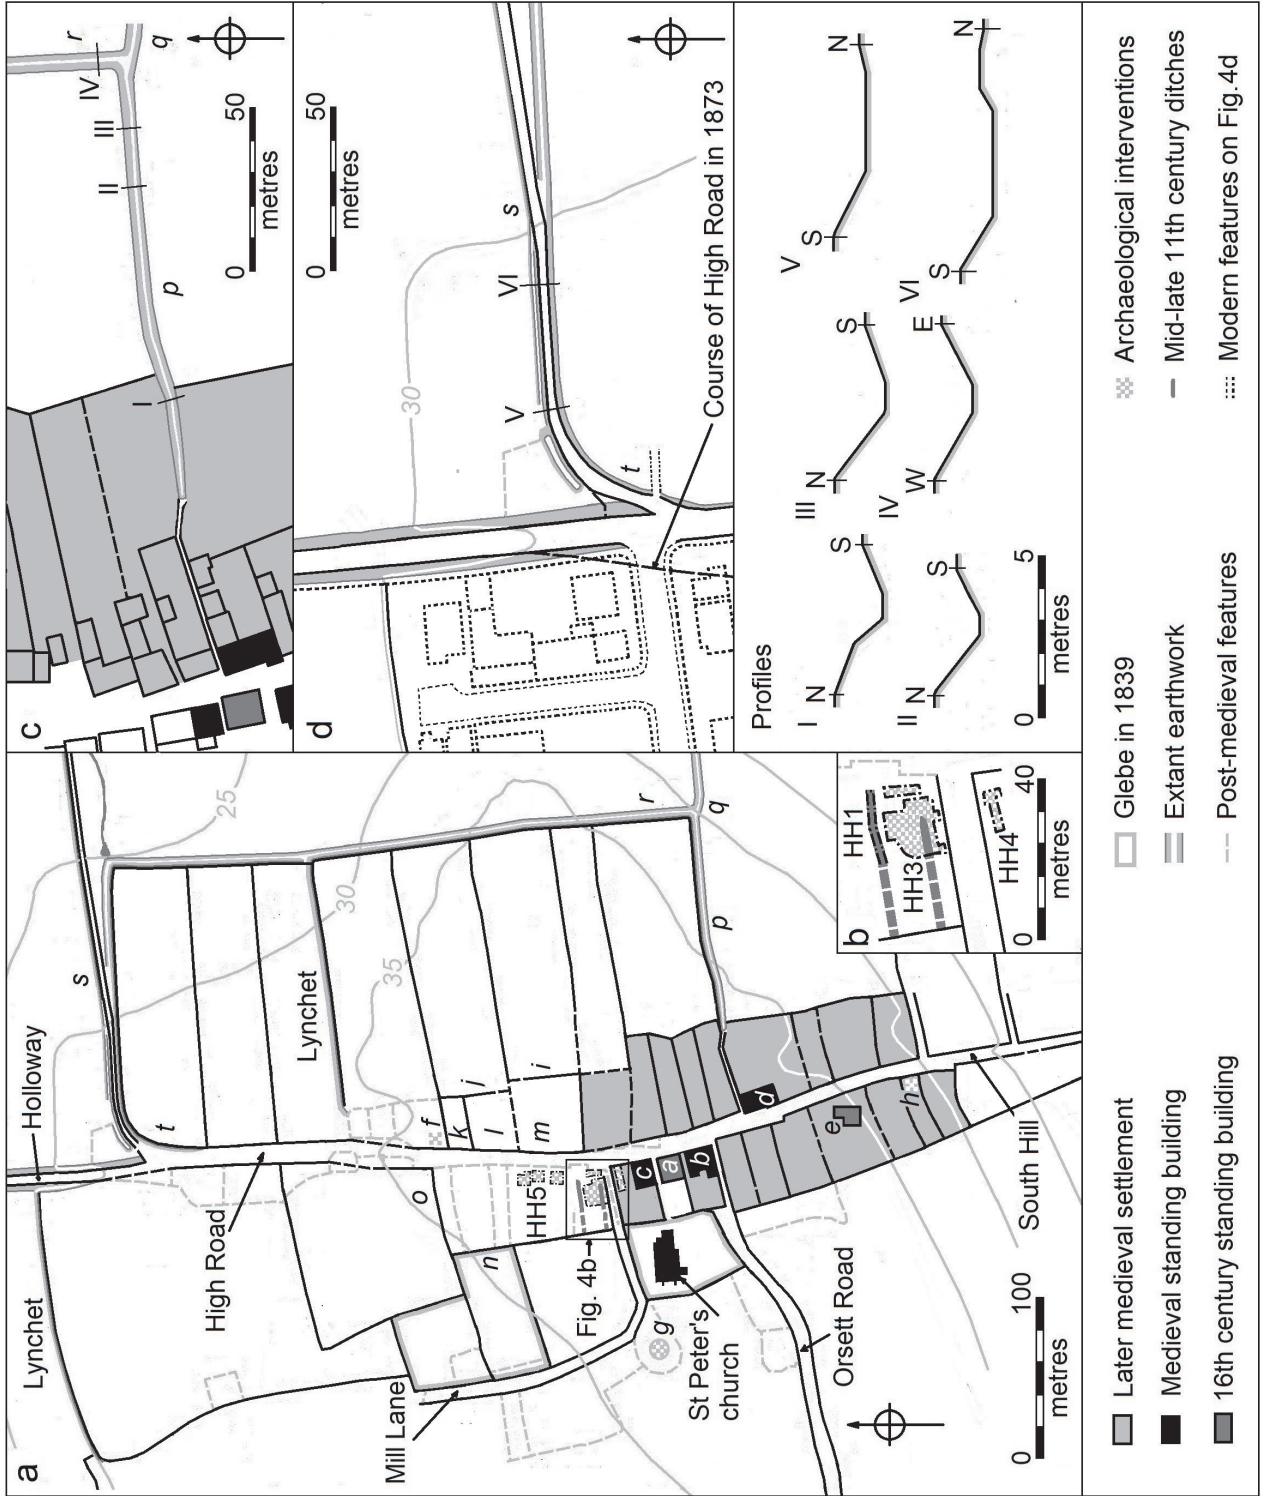 a
Lynchet
Holloway
s
t
High Road
Lynchet
25
30
35
o
f
k
j
l
i
m
n
HH5
Fig. 4b
Mill Lane
g
St Peter's
church
c
a
b
d
e
h
p
q
r
Orsett Road
South Hill
0
100
metres
b
HH1
HH3
HH4
0
40
metres
c
I
p
II
III
IV
r
q
0
50
metres
d
0
50
metres
30
s
V
VI
t
Course of High Road in 1873
Profiles
I
N
S
II
N
S
III
N
S
IV
W
E
V
S
N
VI
S
N
0
5
metres
Later medieval settlement
Medieval standing building
16th century standing building
Glebe in 1839
Extant earthwork
Post-medieval features
Archaeological interventions
Mid-late 11th century ditches
Modern features on Fig.4d